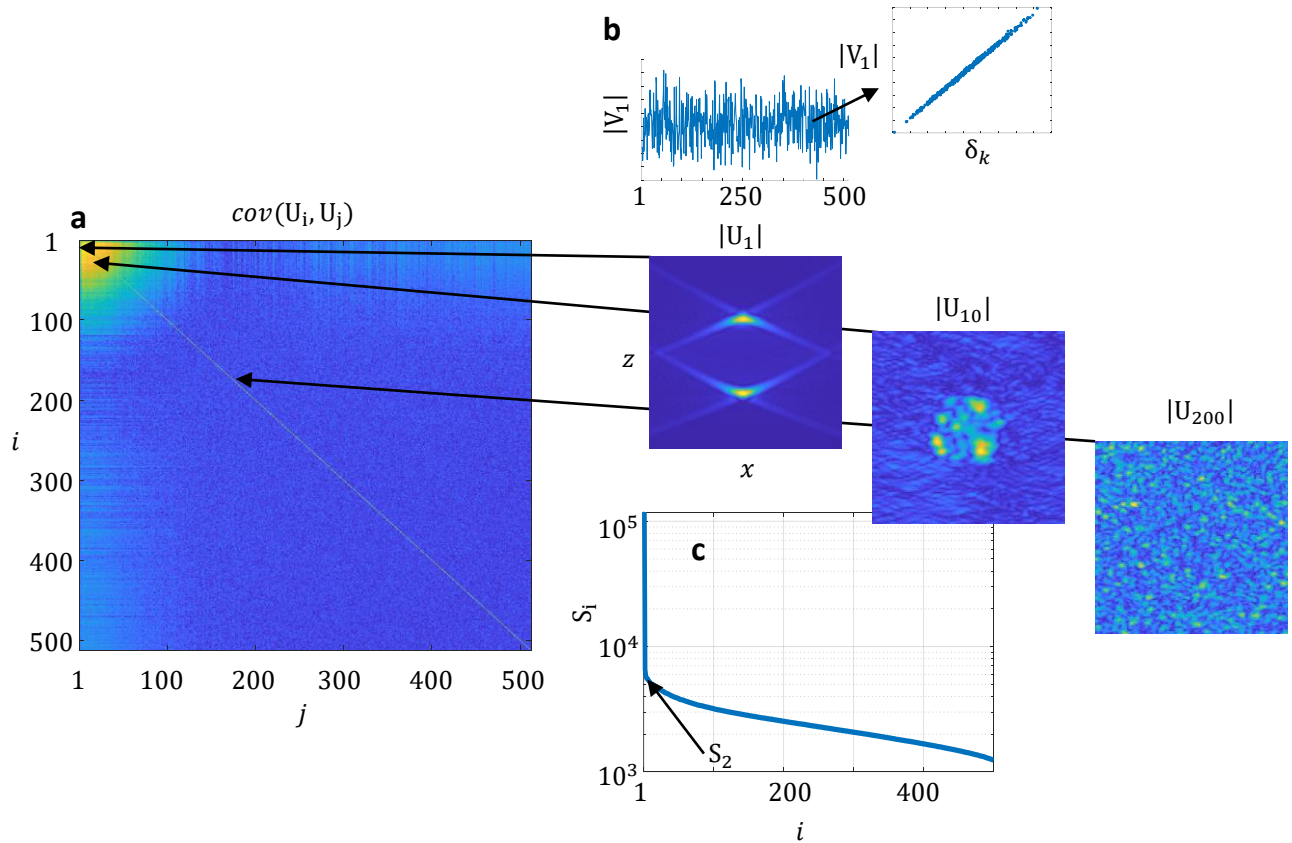 b
|V₁|
|V₁|
1 250 500
δₖ
a
cov(Uᵢ, Uⱼ)
1
100
200
i
300
400
500
1 100 200 300 400 500
j
|U₁|
z
x
|U₁₀|
|U₂₀₀|
c
10⁵
Sᵢ
10⁴
S₂
10³
1 200 400
i